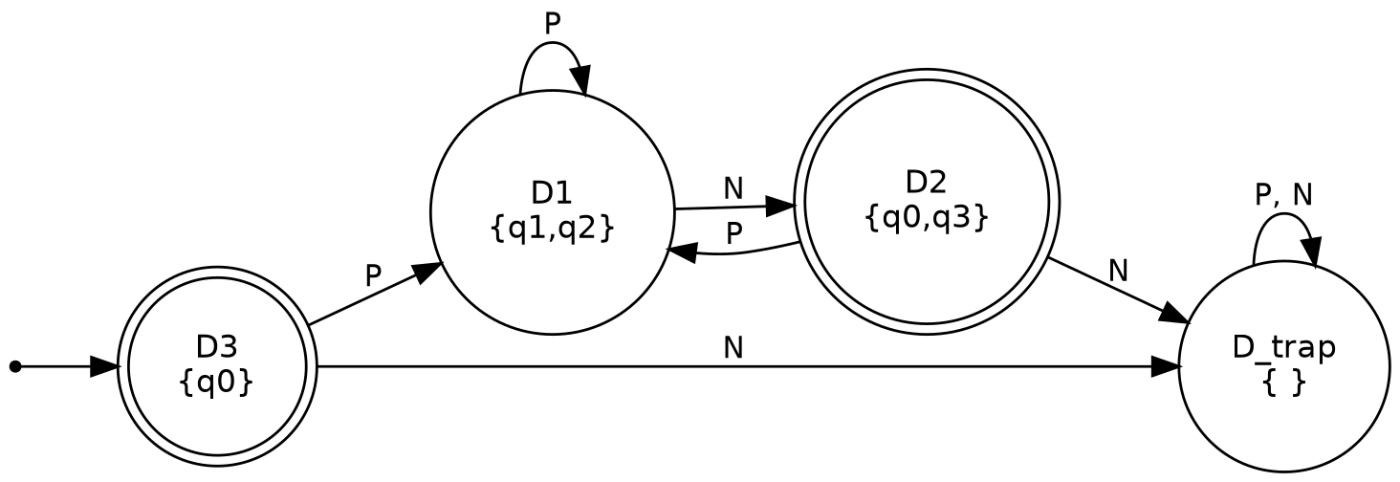 P
D1
{q1,q2}
N
D2
{q0,q3}
P
P, N
P
N
D3
{q0}
N
D_trap
{ }